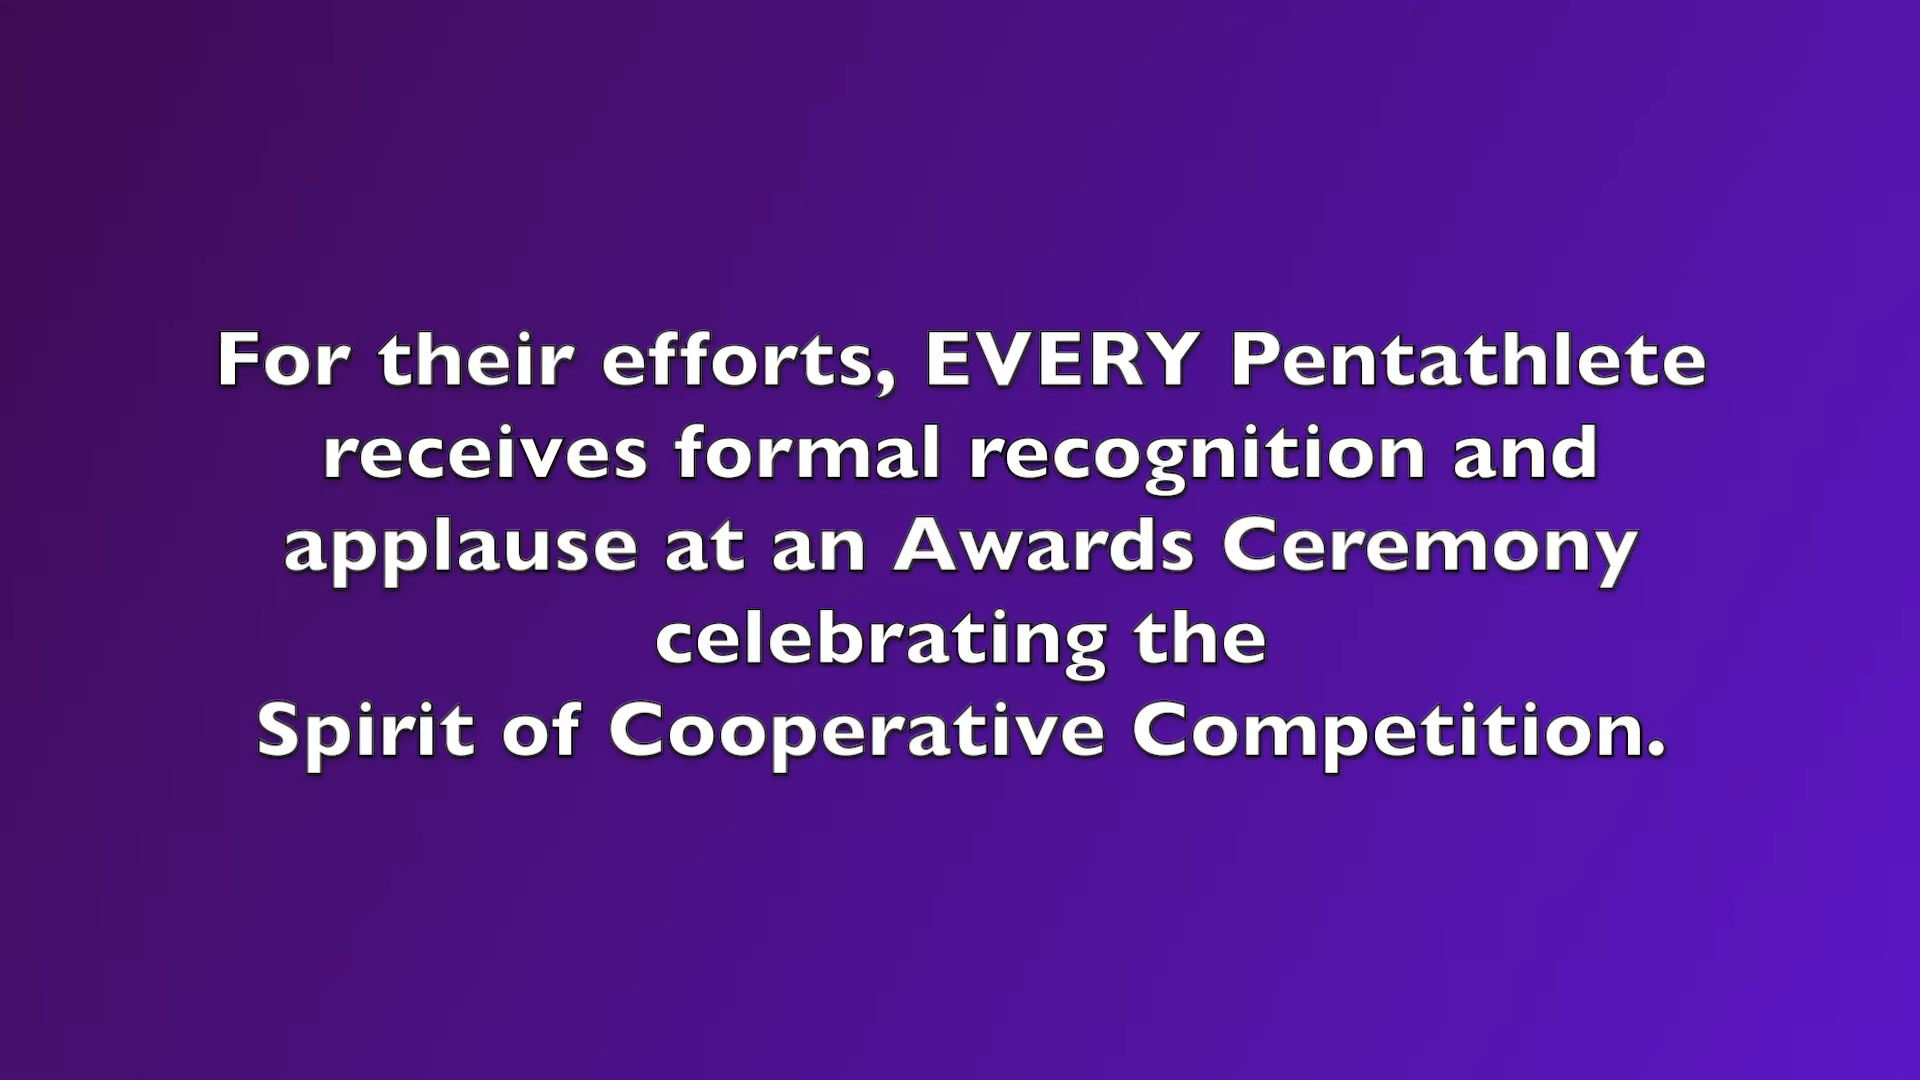 For their efforts, EVERY Pentathlete
receives formal recognition and
applause at an Awards Ceremony
celebrating the
Spirit of Cooperative Competition.